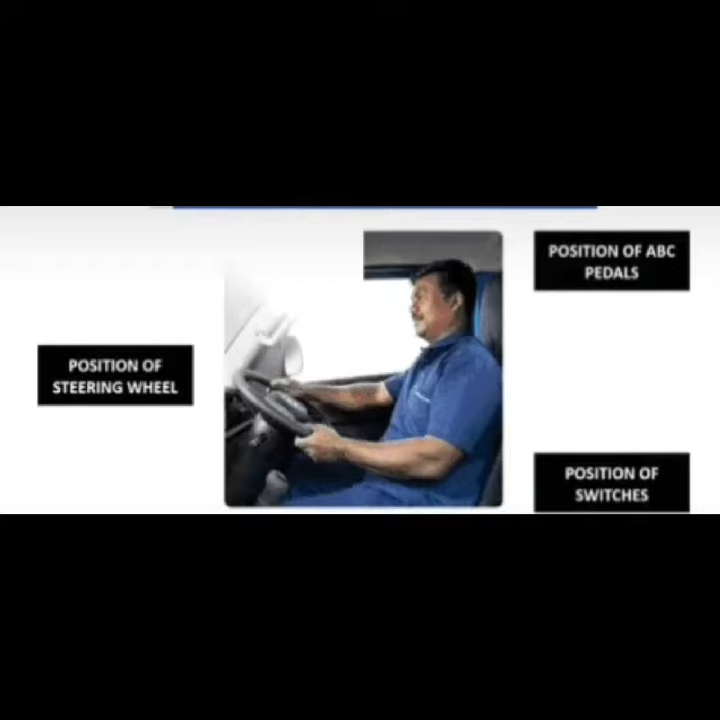 POSITION OF ABC
PEDALS
POSITION OF
STEERING WHEEL
POSITION OF
SWITCHES